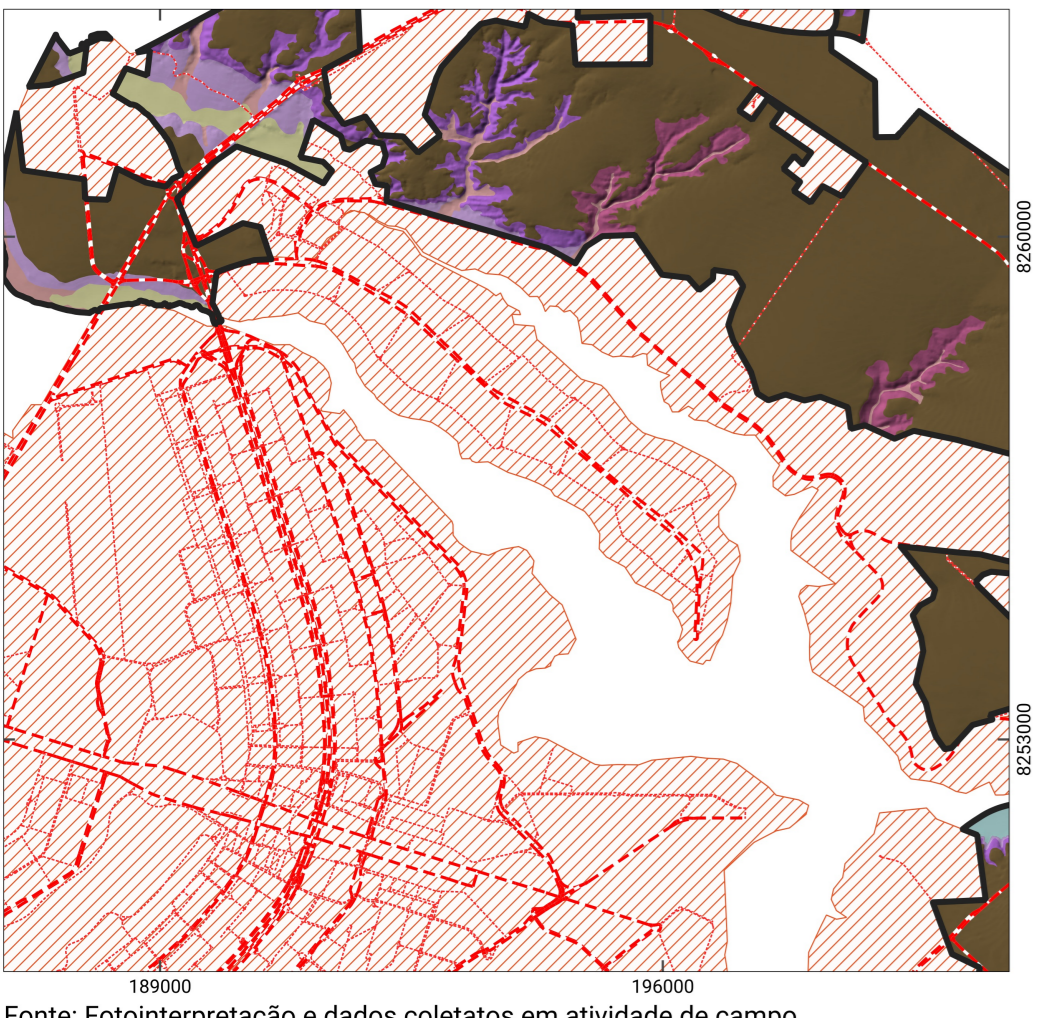 8260000
8253000
189000
196000
Fonte: Fotointerpretação e dados coletatos em atividade de campo